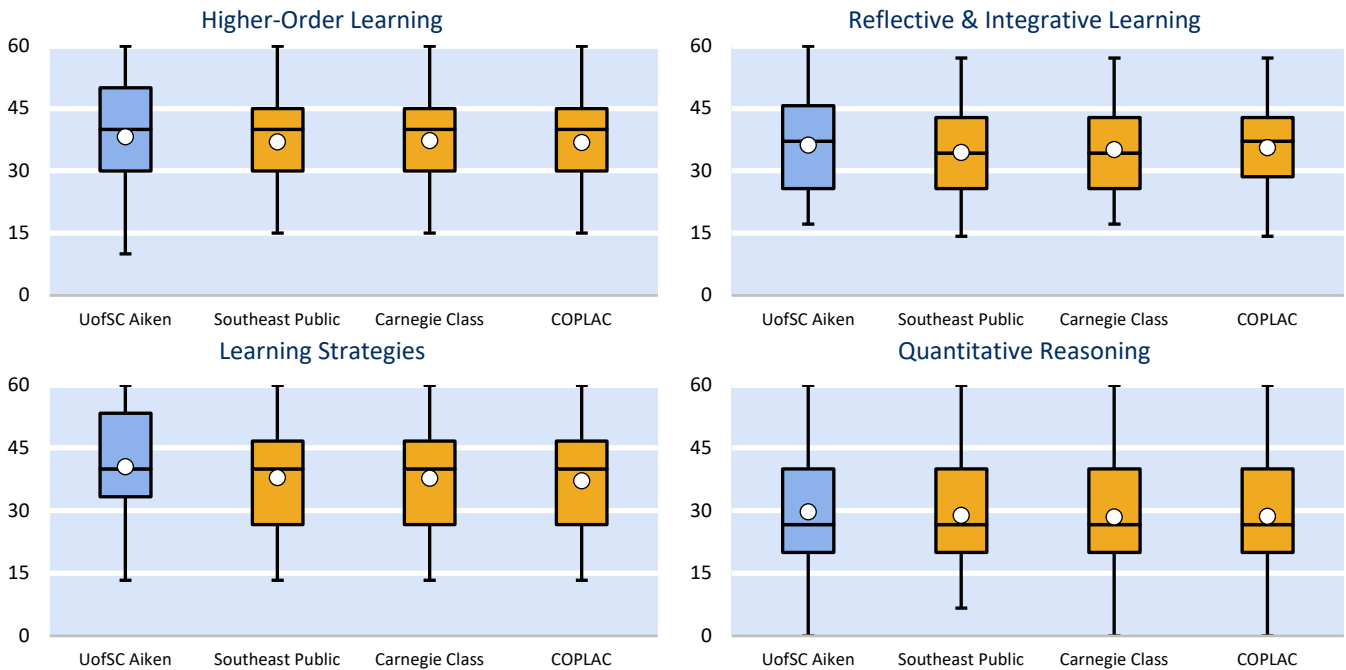 Higher-Order Learning
60
45
30
15
0
UofSC Aiken Southeast Public Carnegie Class COPLAC
Reflective & Integrative Learning
60
45
30
15
0
UofSC Aiken Southeast Public Carnegie Class COPLAC
Learning Strategies
60
45
30
15
0
UofSC Aiken Southeast Public Carnegie Class COPLAC
Quantitative Reasoning
60
45
30
15
0
UofSC Aiken Southeast Public Carnegie Class COPLAC